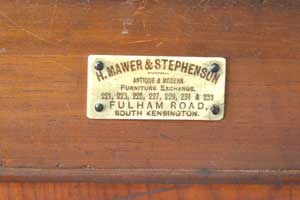 H. MAWER & STEPHENSON
ANTIQUE & MODERN
FURNITURE EXCHANGE,
221, 223, 225, 227, 229, 231 & 233
FULHAM ROAD,
SOUTH KENSINGTON.